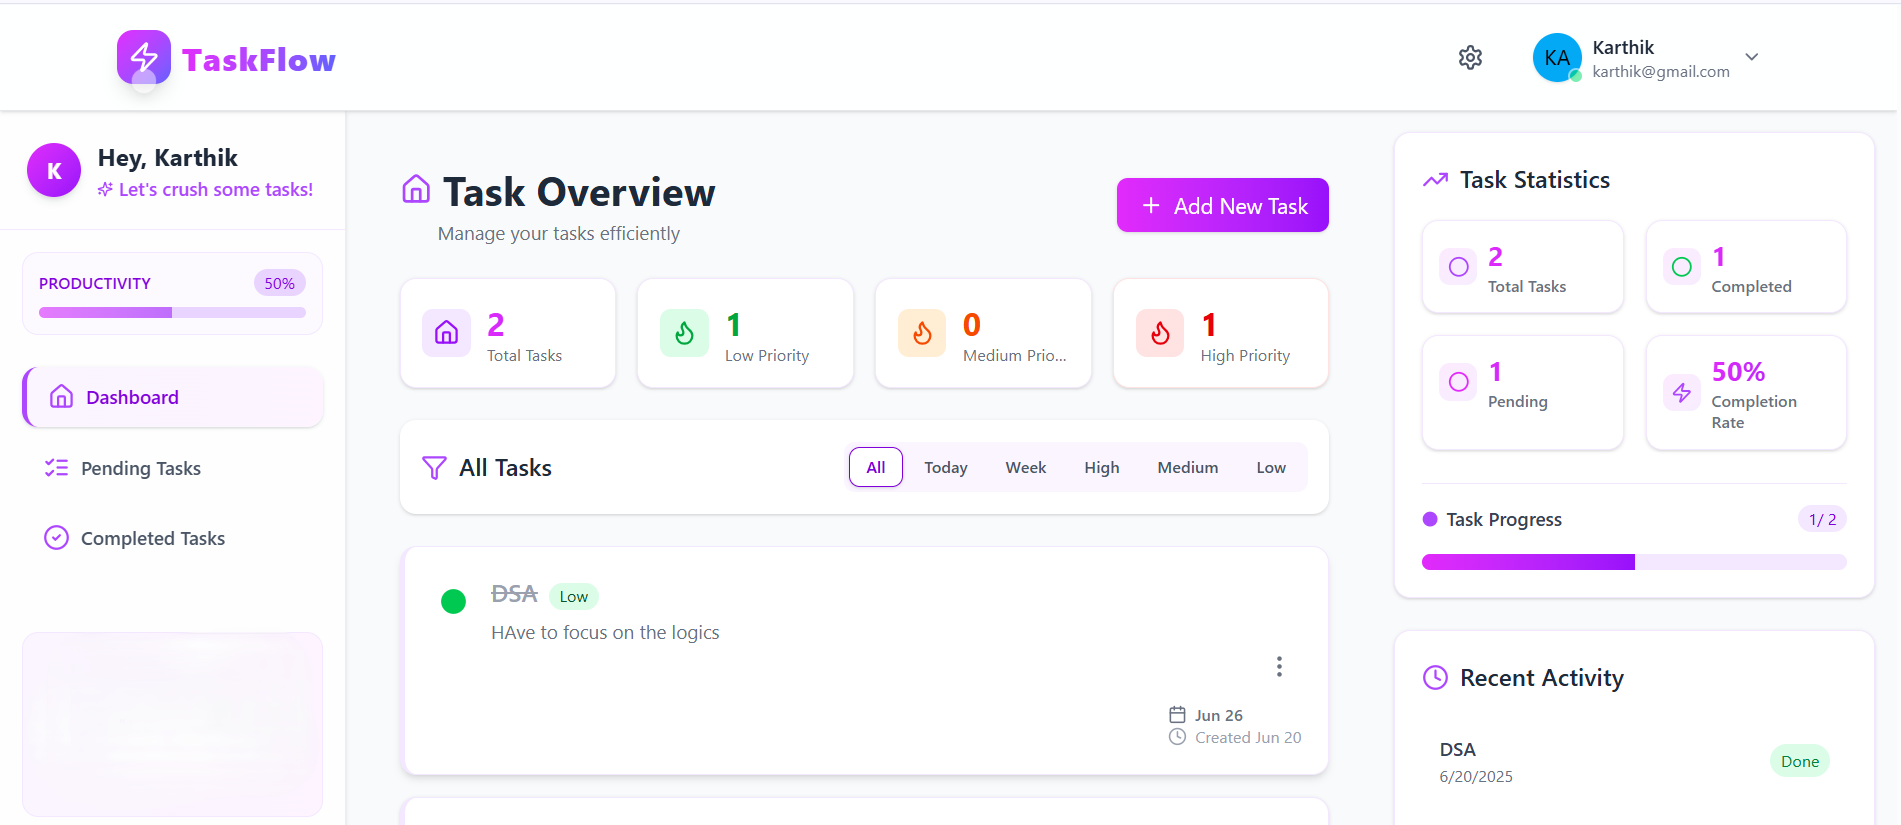 TaskFlow
KA
Karthik
karthik@gmail.com
K
Hey, Karthik
Let's crush some tasks!
PRODUCTIVITY
50%
Dashboard
Pending Tasks
Completed Tasks
Task Overview
Manage your tasks efficiently
+ Add New Task
2
Total Tasks
1
Low Priority
0
Medium Prio...
1
High Priority
All Tasks
All
Today
Week
High
Medium
Low
DSA
Low
HAve to focus on the logics
Jun 26
Created Jun 20
Task Statistics
2
Total Tasks
1
Completed
1
Pending
50%
Completion
Rate
Task Progress
1/ 2
Recent Activity
DSA
6/20/2025
Done